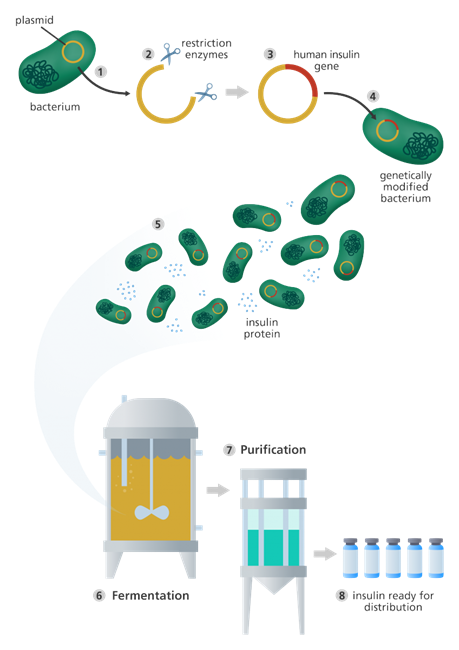 plasmid
1
bacterium
2
restriction
enzymes
3
human insulin
gene
4
genetically
modified
bacterium
5
insulin
protein
6 Fermentation
7 Purification
8 insulin ready for
distribution